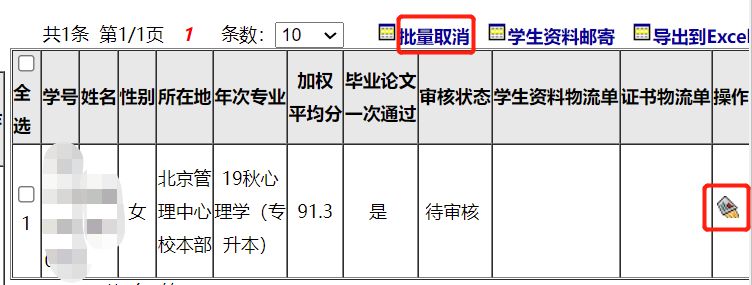 共1条 第1/1页 1 条数: 10 批量取消 学生资料邮寄 导出到Excel
全选 学号 姓名 性别 所在地 年次专业 加权平均分 毕业论文一次通过 审核状态 学生资料物流单 证书物流单 操作
1 女 北京管理中心校本部 19秋心理学（专升本） 91.3 是 待审核